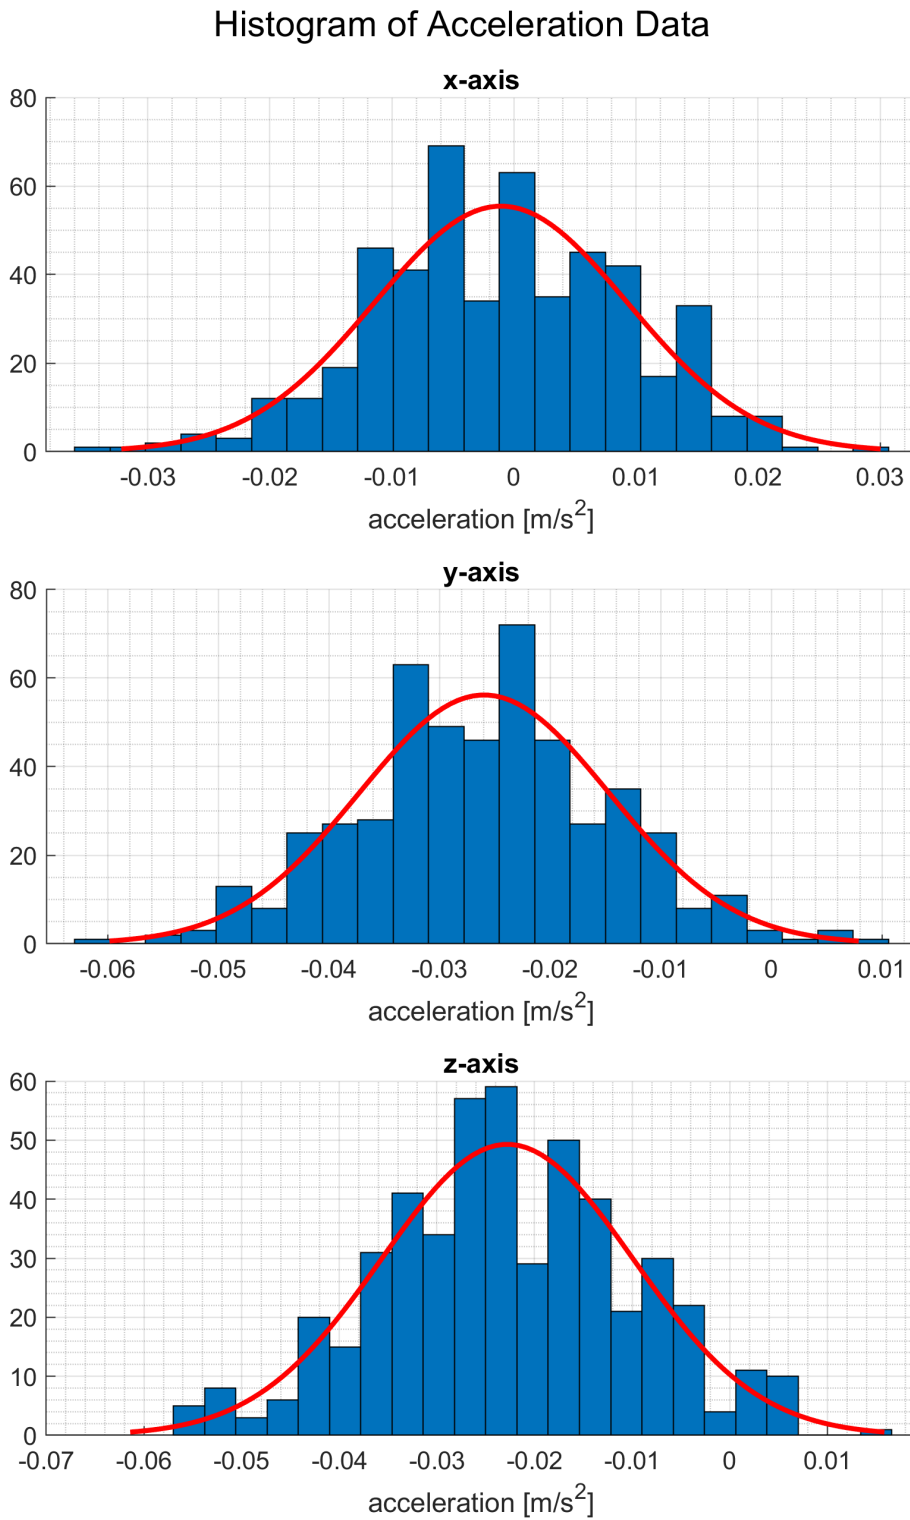 Histogram of Acceleration Data
x-axis
80
60
40
20
0
-0.03 -0.02 -0.01 0 0.01 0.02 0.03
acceleration [m/s²]
y-axis
80
60
40
20
0
-0.06 -0.05 -0.04 -0.03 -0.02 -0.01 0 0.01
acceleration [m/s²]
z-axis
60
50
40
30
20
10
0
-0.07 -0.06 -0.05 -0.04 -0.03 -0.02 -0.01 0 0.01
acceleration [m/s²]